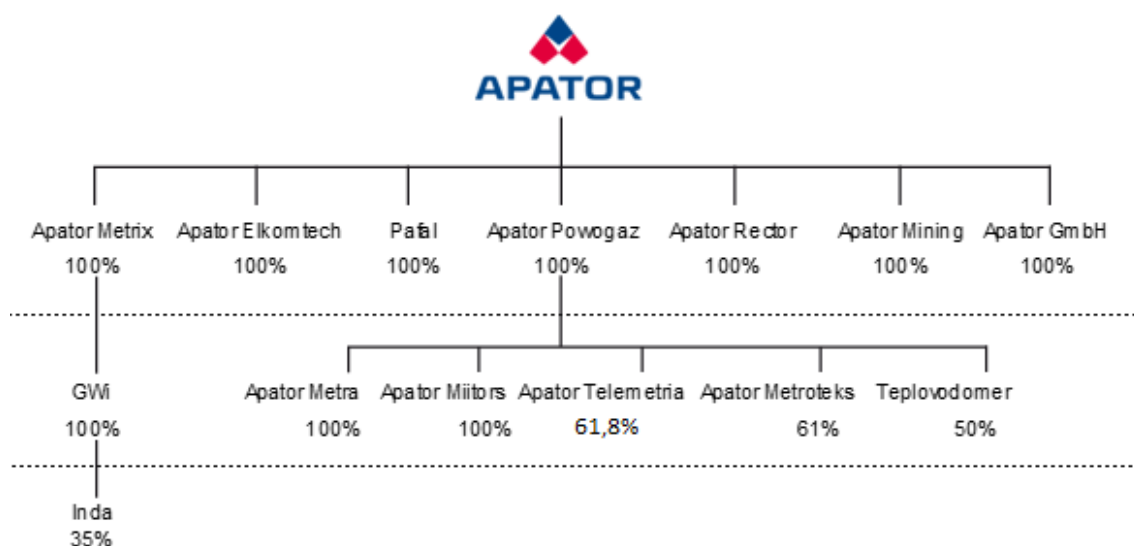 APATOR
Apator Metrix Apator Elkomtech Pafal Apator Powogaz Apator Rector Apator Mining Apator GmbH
100% 100% 100% 100% 100% 100% 100%
GWi Apator Metra Apator Miitors Apator Telemetria Apator Metroteks Teplovodomer
100% 100% 100% 61,8% 61% 50%
Inda
35%